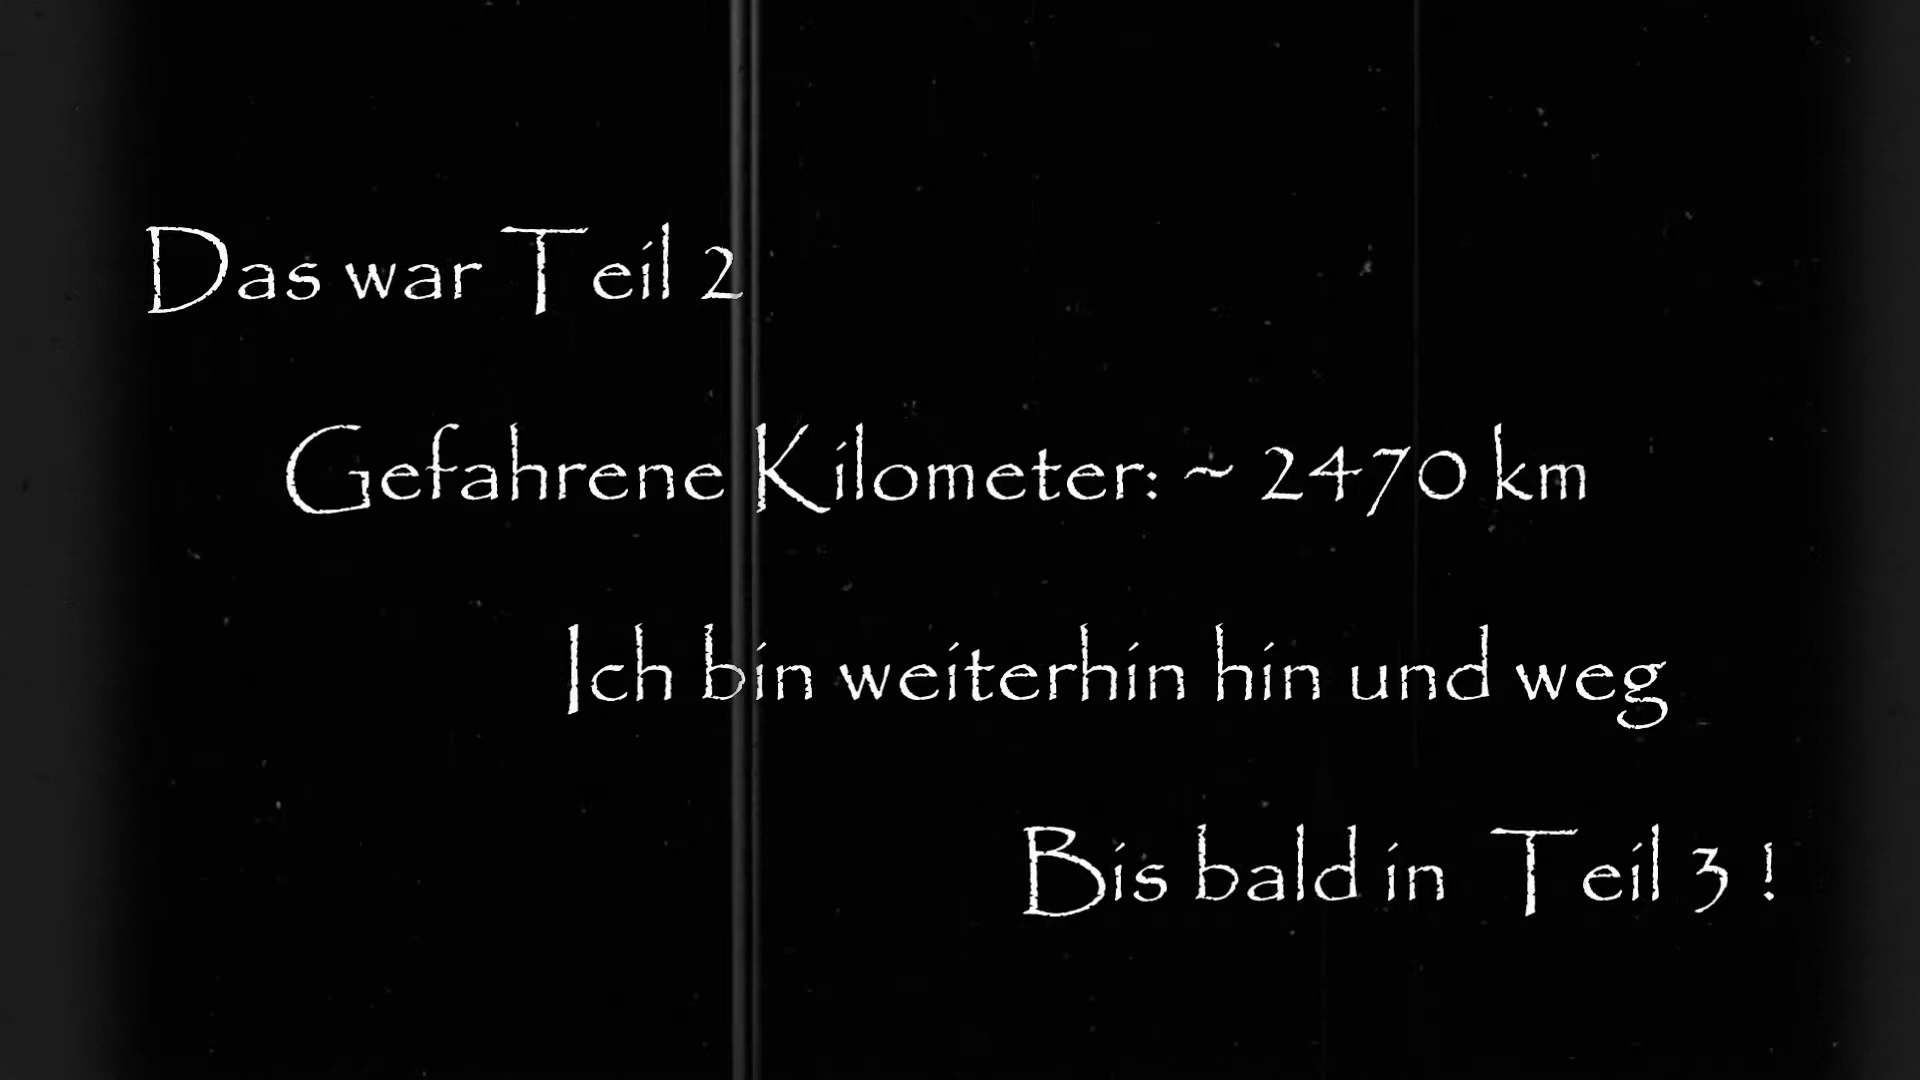 Das war Teil 2
Gefahrene Kilometer: ~ 2470 km
Ich bin weiterhin hin und weg
Bis bald in Teil 3 !